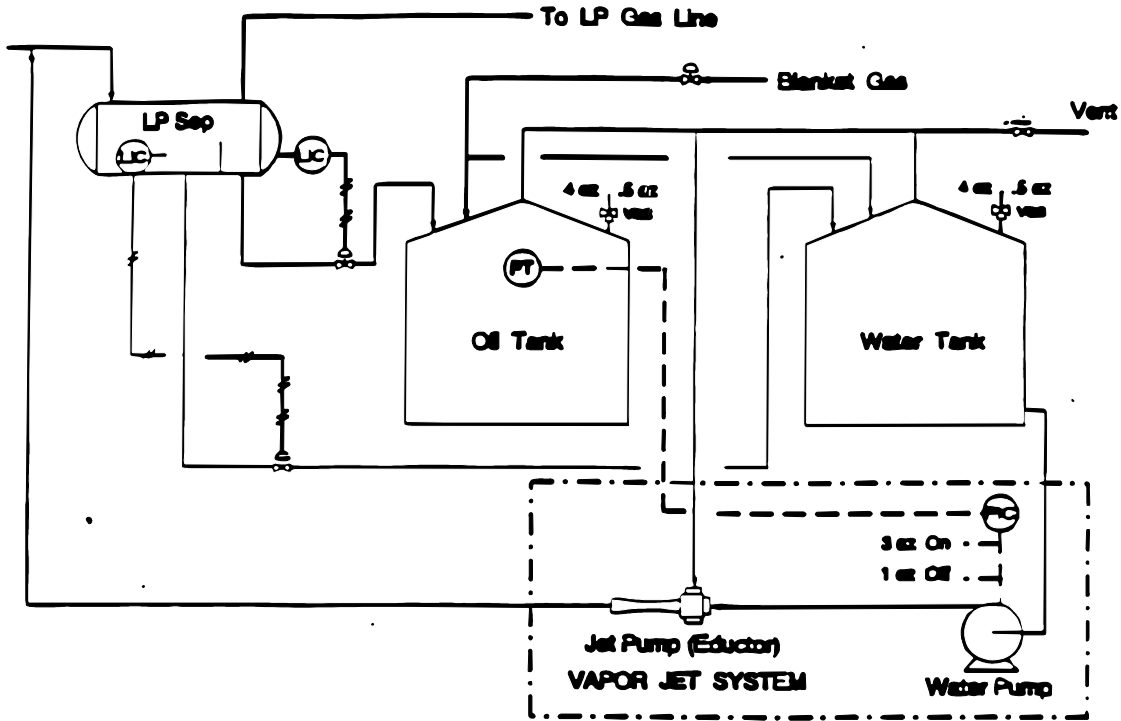 To LP Gas Line
Blanket Gas
Vent
LP Sep
LIC
LIC
4 oz .5 oz
vac
4 oz .5 oz
vac
PT
Oil Tank
Water Tank
PIC
3 oz On
1 oz Off
Jet Pump (Eductor)
VAPOR JET SYSTEM
Water Pump